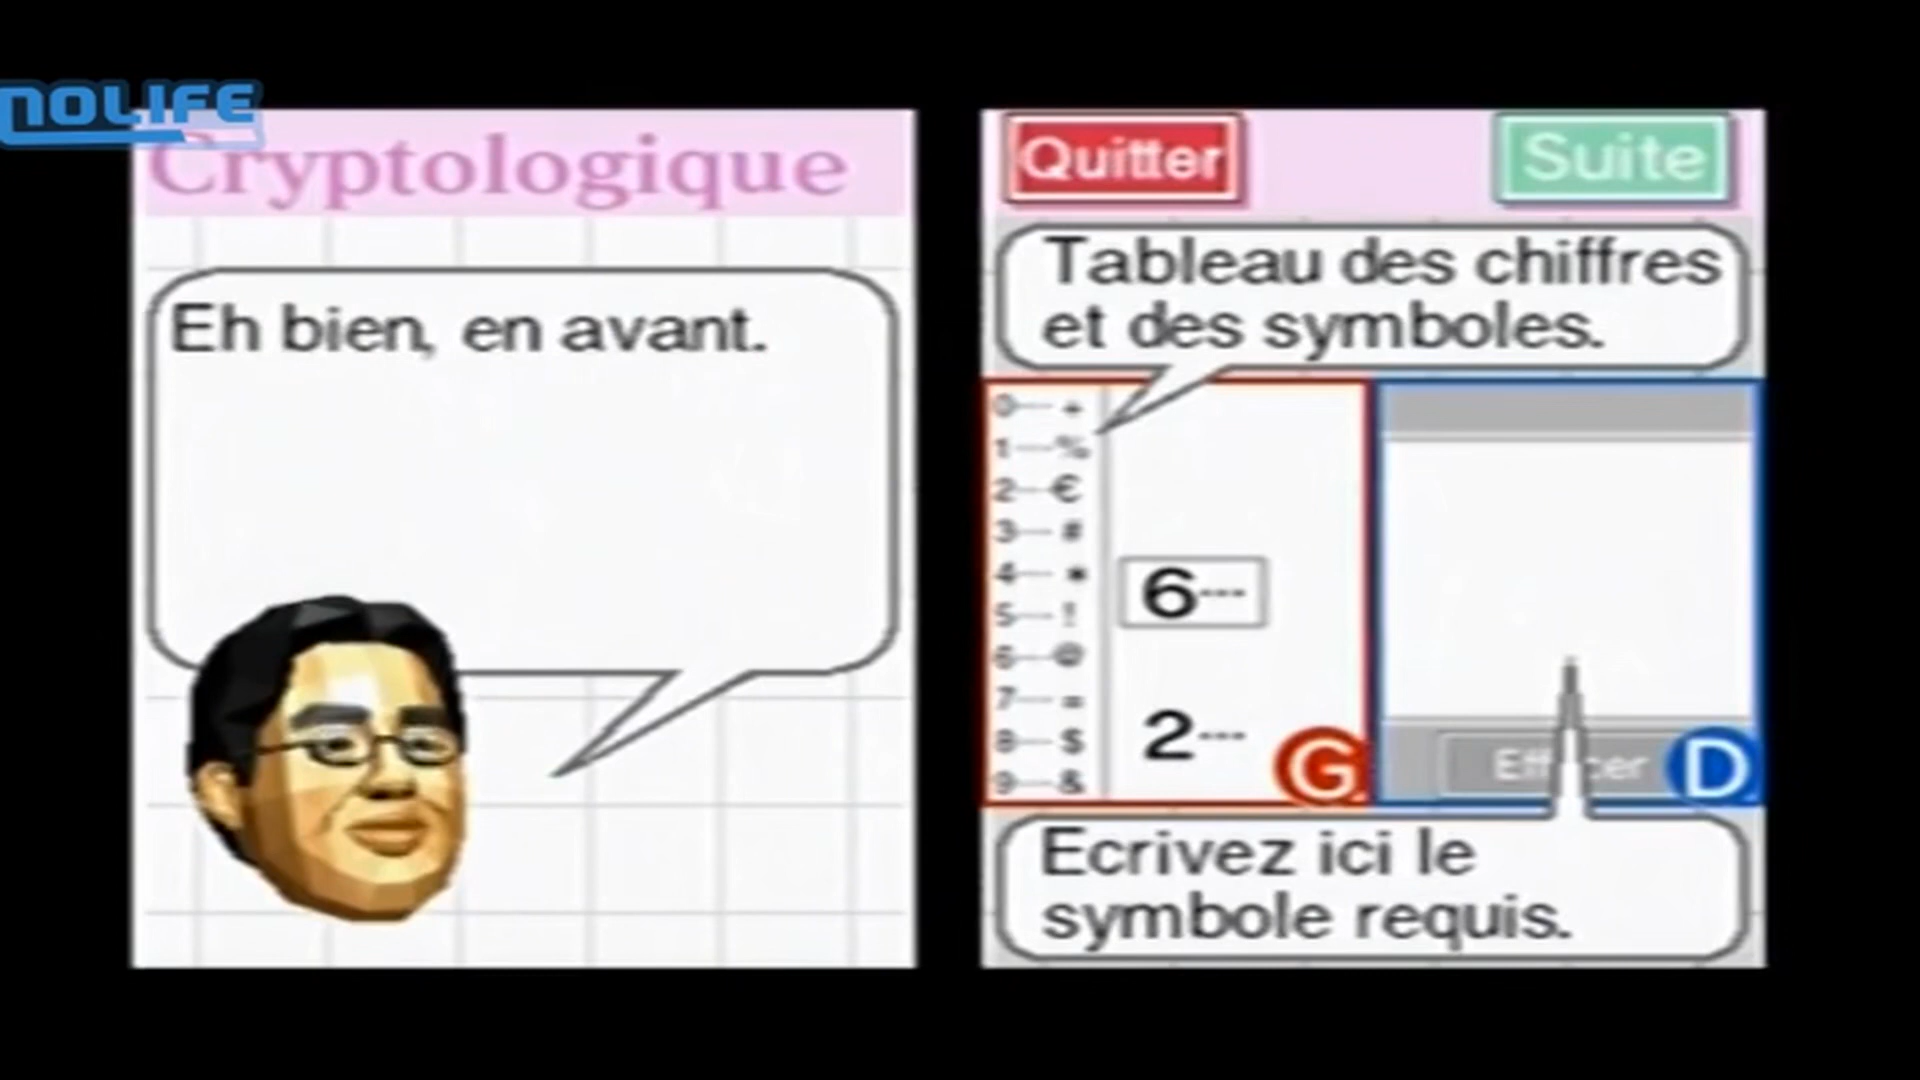 NOLIFE
Cryptologique
Eh bien, en avant.
Quitter
Suite
Tableau des chiffres
et des symboles.
0--- +
1---%
2---€
3--- #
4---
5--- !
6---@
7--- =
8--- $
9--- &
6---
2---
G
D
Ecrivez ici le
symbole requis.